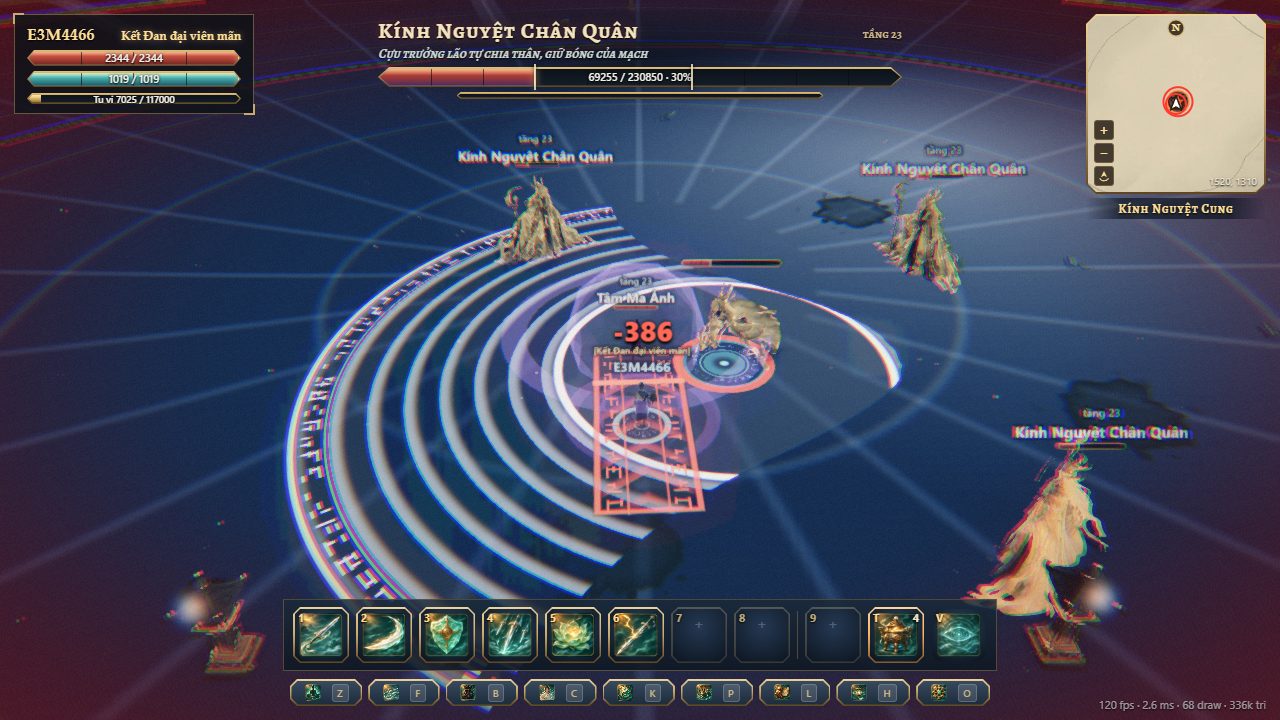 E3M4466 Kết Đan đại viên mãn
2344 / 2344
1019 / 1019
Tu vi 7025 / 117000
Kính Nguyệt Chân Quân
TẦNG 23
Cựu trưởng lão tự chia thân, giữ bóng của mạch
69255 / 230850 · 30%
N
+
−
1520, 1310
Kính Nguyệt Cung
tầng 23
Kính Nguyệt Chân Quân
tầng 23
Kính Nguyệt Chân Quân
tầng 23
Tâm Ma Ảnh
-386
[Kết Đan đại viên mãn]
E3M4466
tầng 23
Kính Nguyệt Chân Quân
1 2 3 4 5 6 7 + 8 + 9 + T 4 V
Z F B C K P L H O
120 fps · 2.6 ms · 68 draw · 336k tri